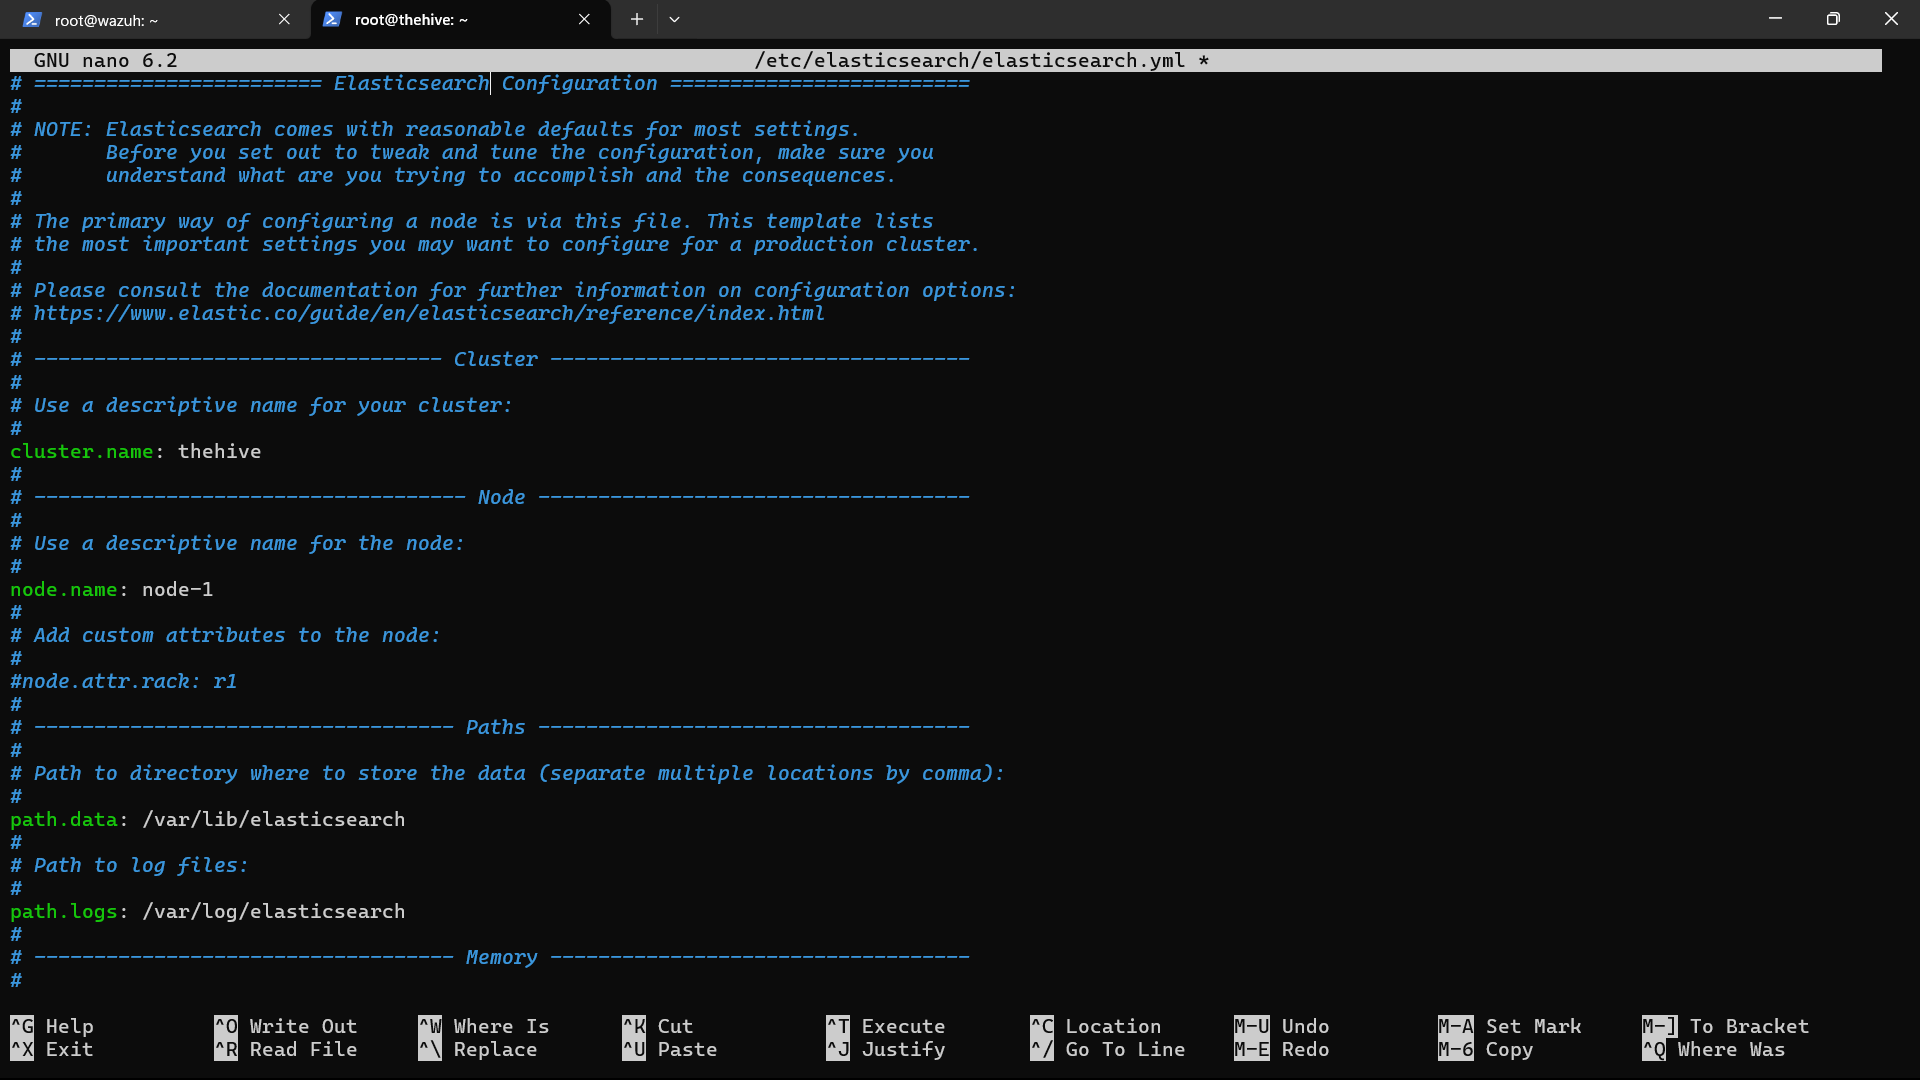 root@wazuh: ~
root@thehive: ~
GNU nano 6.2 /etc/elasticsearch/elasticsearch.yml *
# ======================== Elasticsearch Configuration =========================
#
# NOTE: Elasticsearch comes with reasonable defaults for most settings.
#       Before you set out to tweak and tune the configuration, make sure you
#       understand what are you trying to accomplish and the consequences.
#
# The primary way of configuring a node is via this file. This template lists
# the most important settings you may want to configure for a production cluster.
#
# Please consult the documentation for further information on configuration options:
# https://www.elastic.co/guide/en/elasticsearch/reference/index.html
#
# ---------------------------------- Cluster -----------------------------------
#
# Use a descriptive name for your cluster:
#
cluster.name: thehive
#
# ------------------------------------ Node ------------------------------------
#
# Use a descriptive name for the node:
#
node.name: node-1
#
# Add custom attributes to the node:
#
#node.attr.rack: r1
#
# ----------------------------------- Paths ------------------------------------
#
# Path to directory where to store the data (separate multiple locations by comma):
#
path.data: /var/lib/elasticsearch
#
# Path to log files:
#
path.logs: /var/log/elasticsearch
#
# ----------------------------------- Memory -----------------------------------
#
^G Help ^O Write Out ^W Where Is ^K Cut ^T Execute ^C Location M-U Undo M-A Set Mark M-] To Bracket
^X Exit ^R Read File ^\ Replace ^U Paste ^J Justify ^/ Go To Line M-E Redo M-6 Copy ^Q Where Was